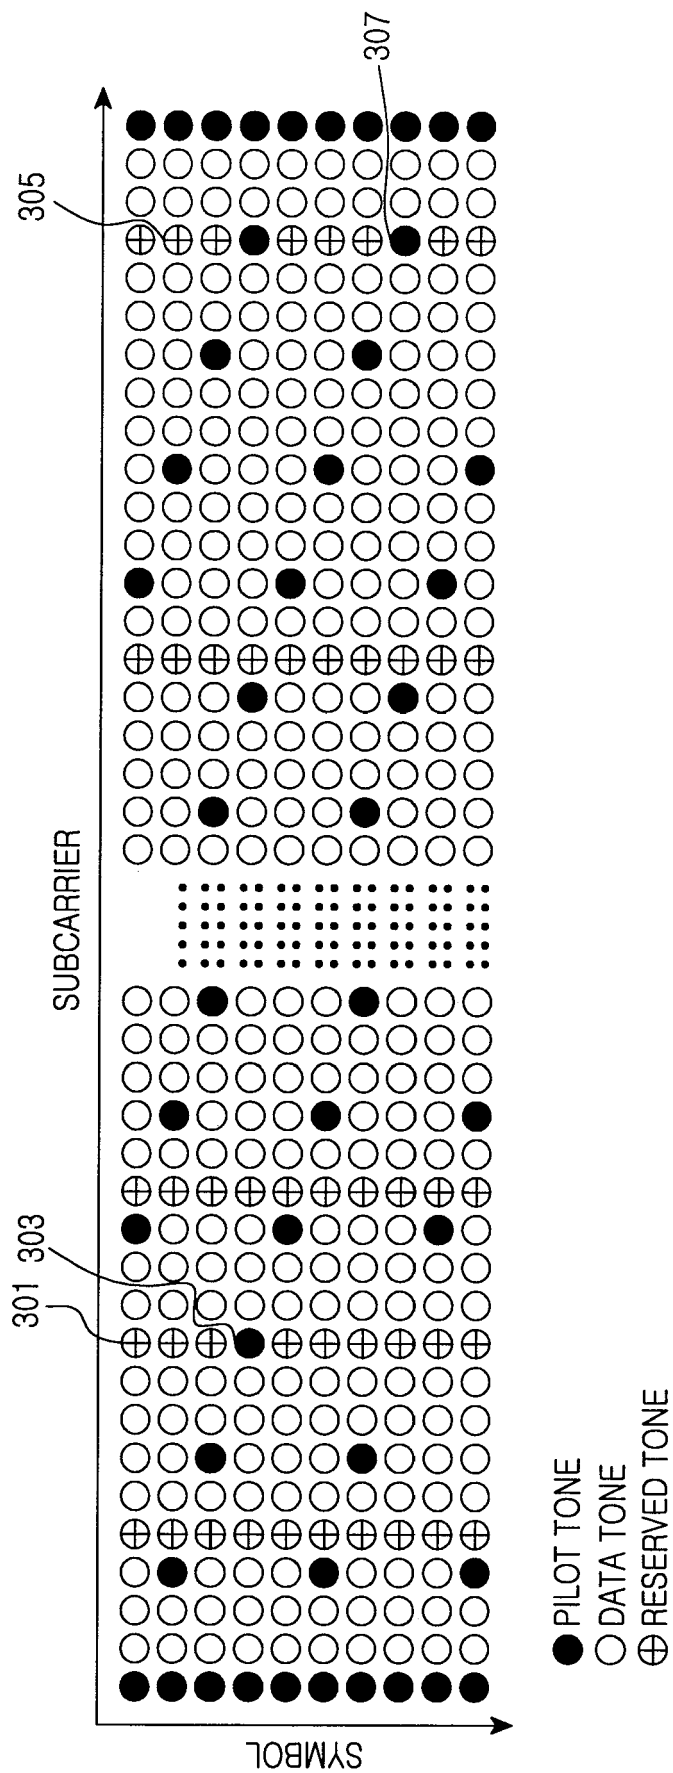 SUBCARRIER
SYMBOL
301
303
305
307
PILOT TONE
DATA TONE
RESERVED TONE